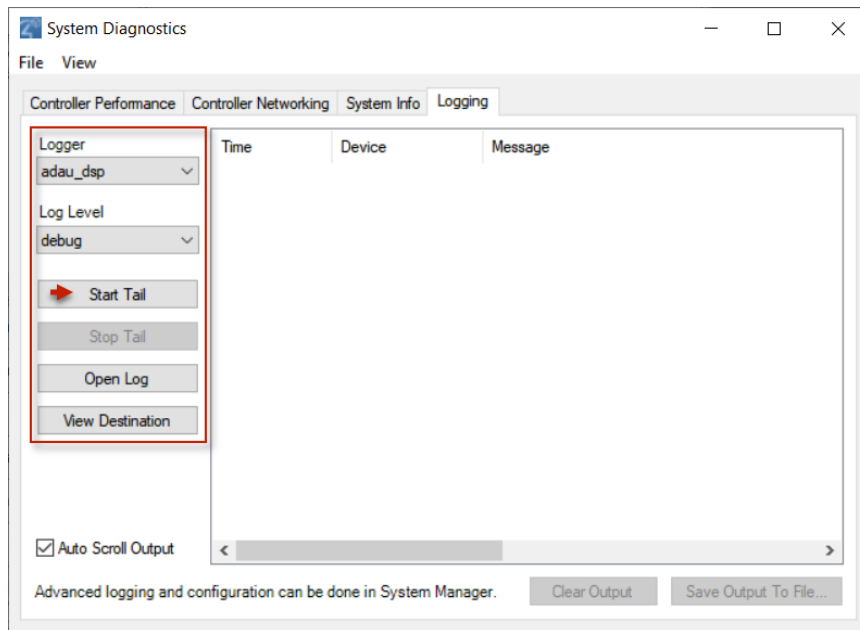 System Diagnostics
File View
Controller Performance Controller Networking System Info Logging
Logger
adau_dsp
Log Level
debug
Start Tail
Stop Tail
Open Log
View Destination
Time Device Message
Auto Scroll Output
Advanced logging and configuration can be done in System Manager.
Clear Output Save Output To File...